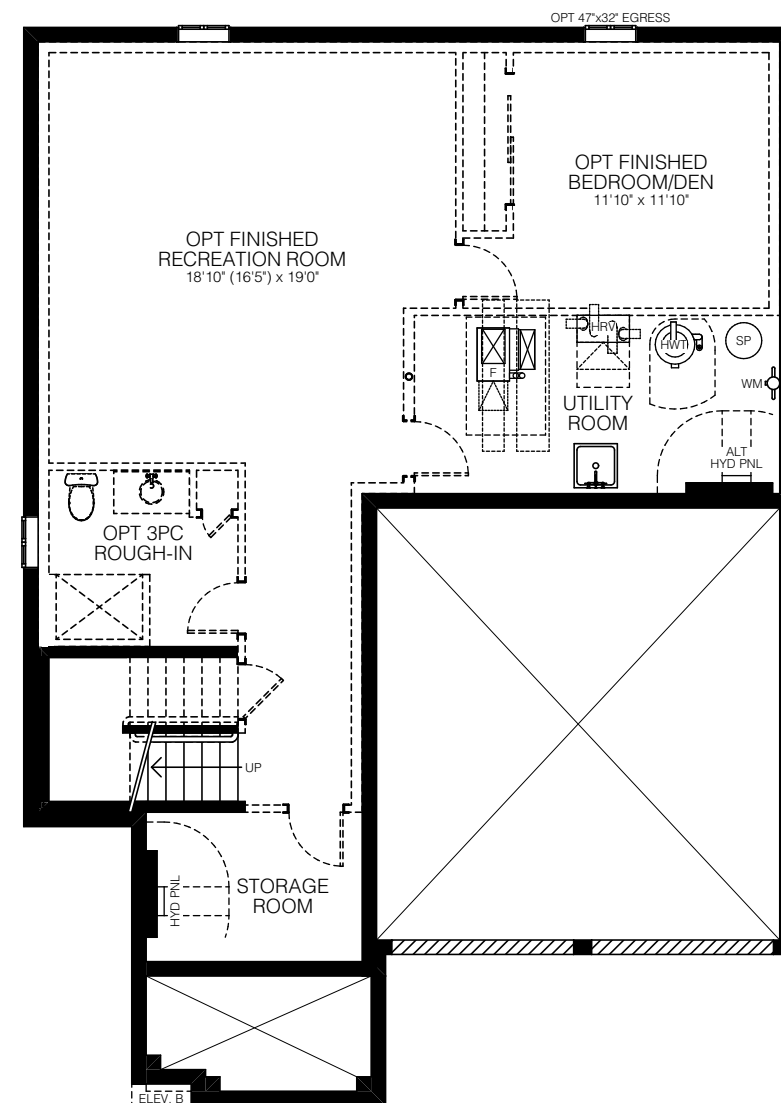 OPT 47"x32" EGRESS
OPT FINISHED
BEDROOM/DEN
11'10" x 11'10"
OPT FINISHED
RECREATION ROOM
18'10" (16'5") x 19'0"
HRV
HWT
SP
F
WM
UTILITY
ROOM
ALT
HYD PNL
OPT 3PC
ROUGH-IN
UP
HYD PNL
STORAGE
ROOM
ELEV. B